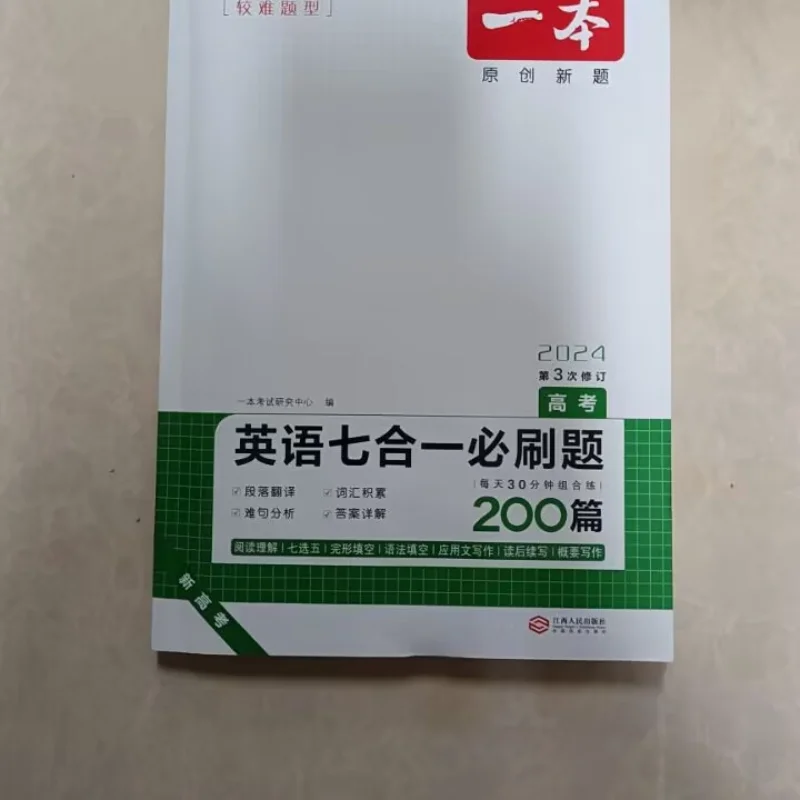 较难题型
一本
原创新题
2024
第3次修订
高考
一本考试研究中心 编
英语七合一必刷题
每天30分钟组合练
段落翻译 词汇积累
难句分析 答案详解
200篇
阅读理解|七选五|完形填空|语法填空|应用文写作|读后续写|概要写作
新高考
江西人民出版社